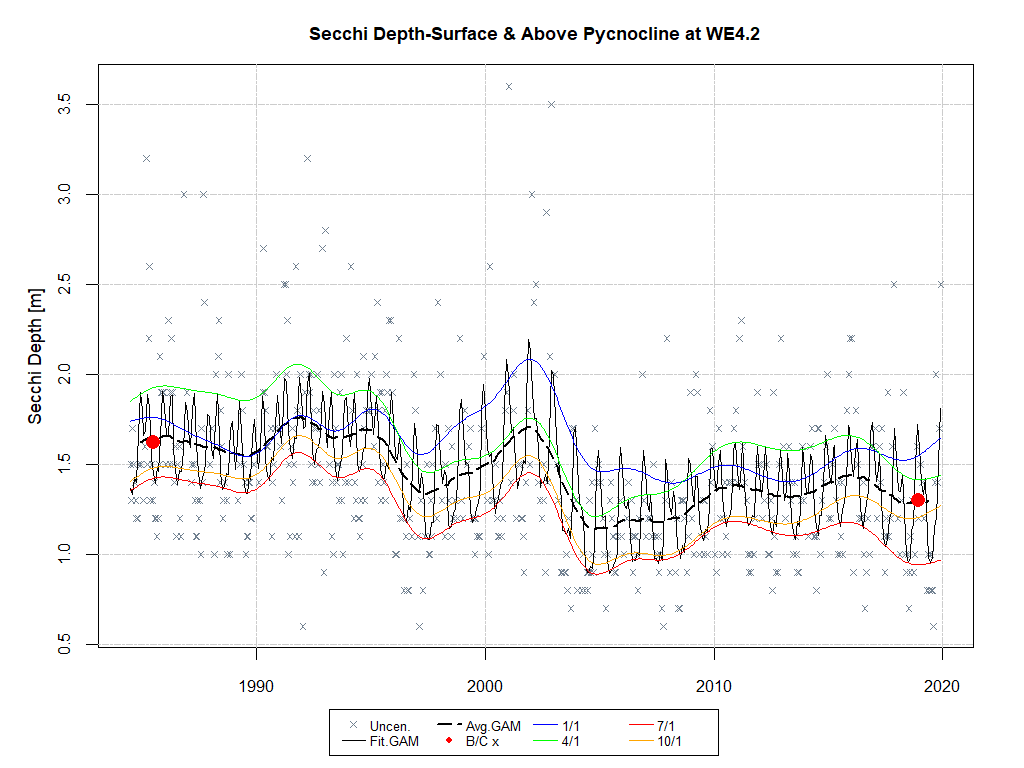 Secchi Depth-Surface & Above Pycnocline at WE4.2
Secchi Depth [m]
3.5
3.0
2.5
2.0
1.5
1.0
0.5
1990 2000 2010 2020
Uncen. Avg.GAM 1/1 7/1
Fit.GAM B/C x 4/1 10/1